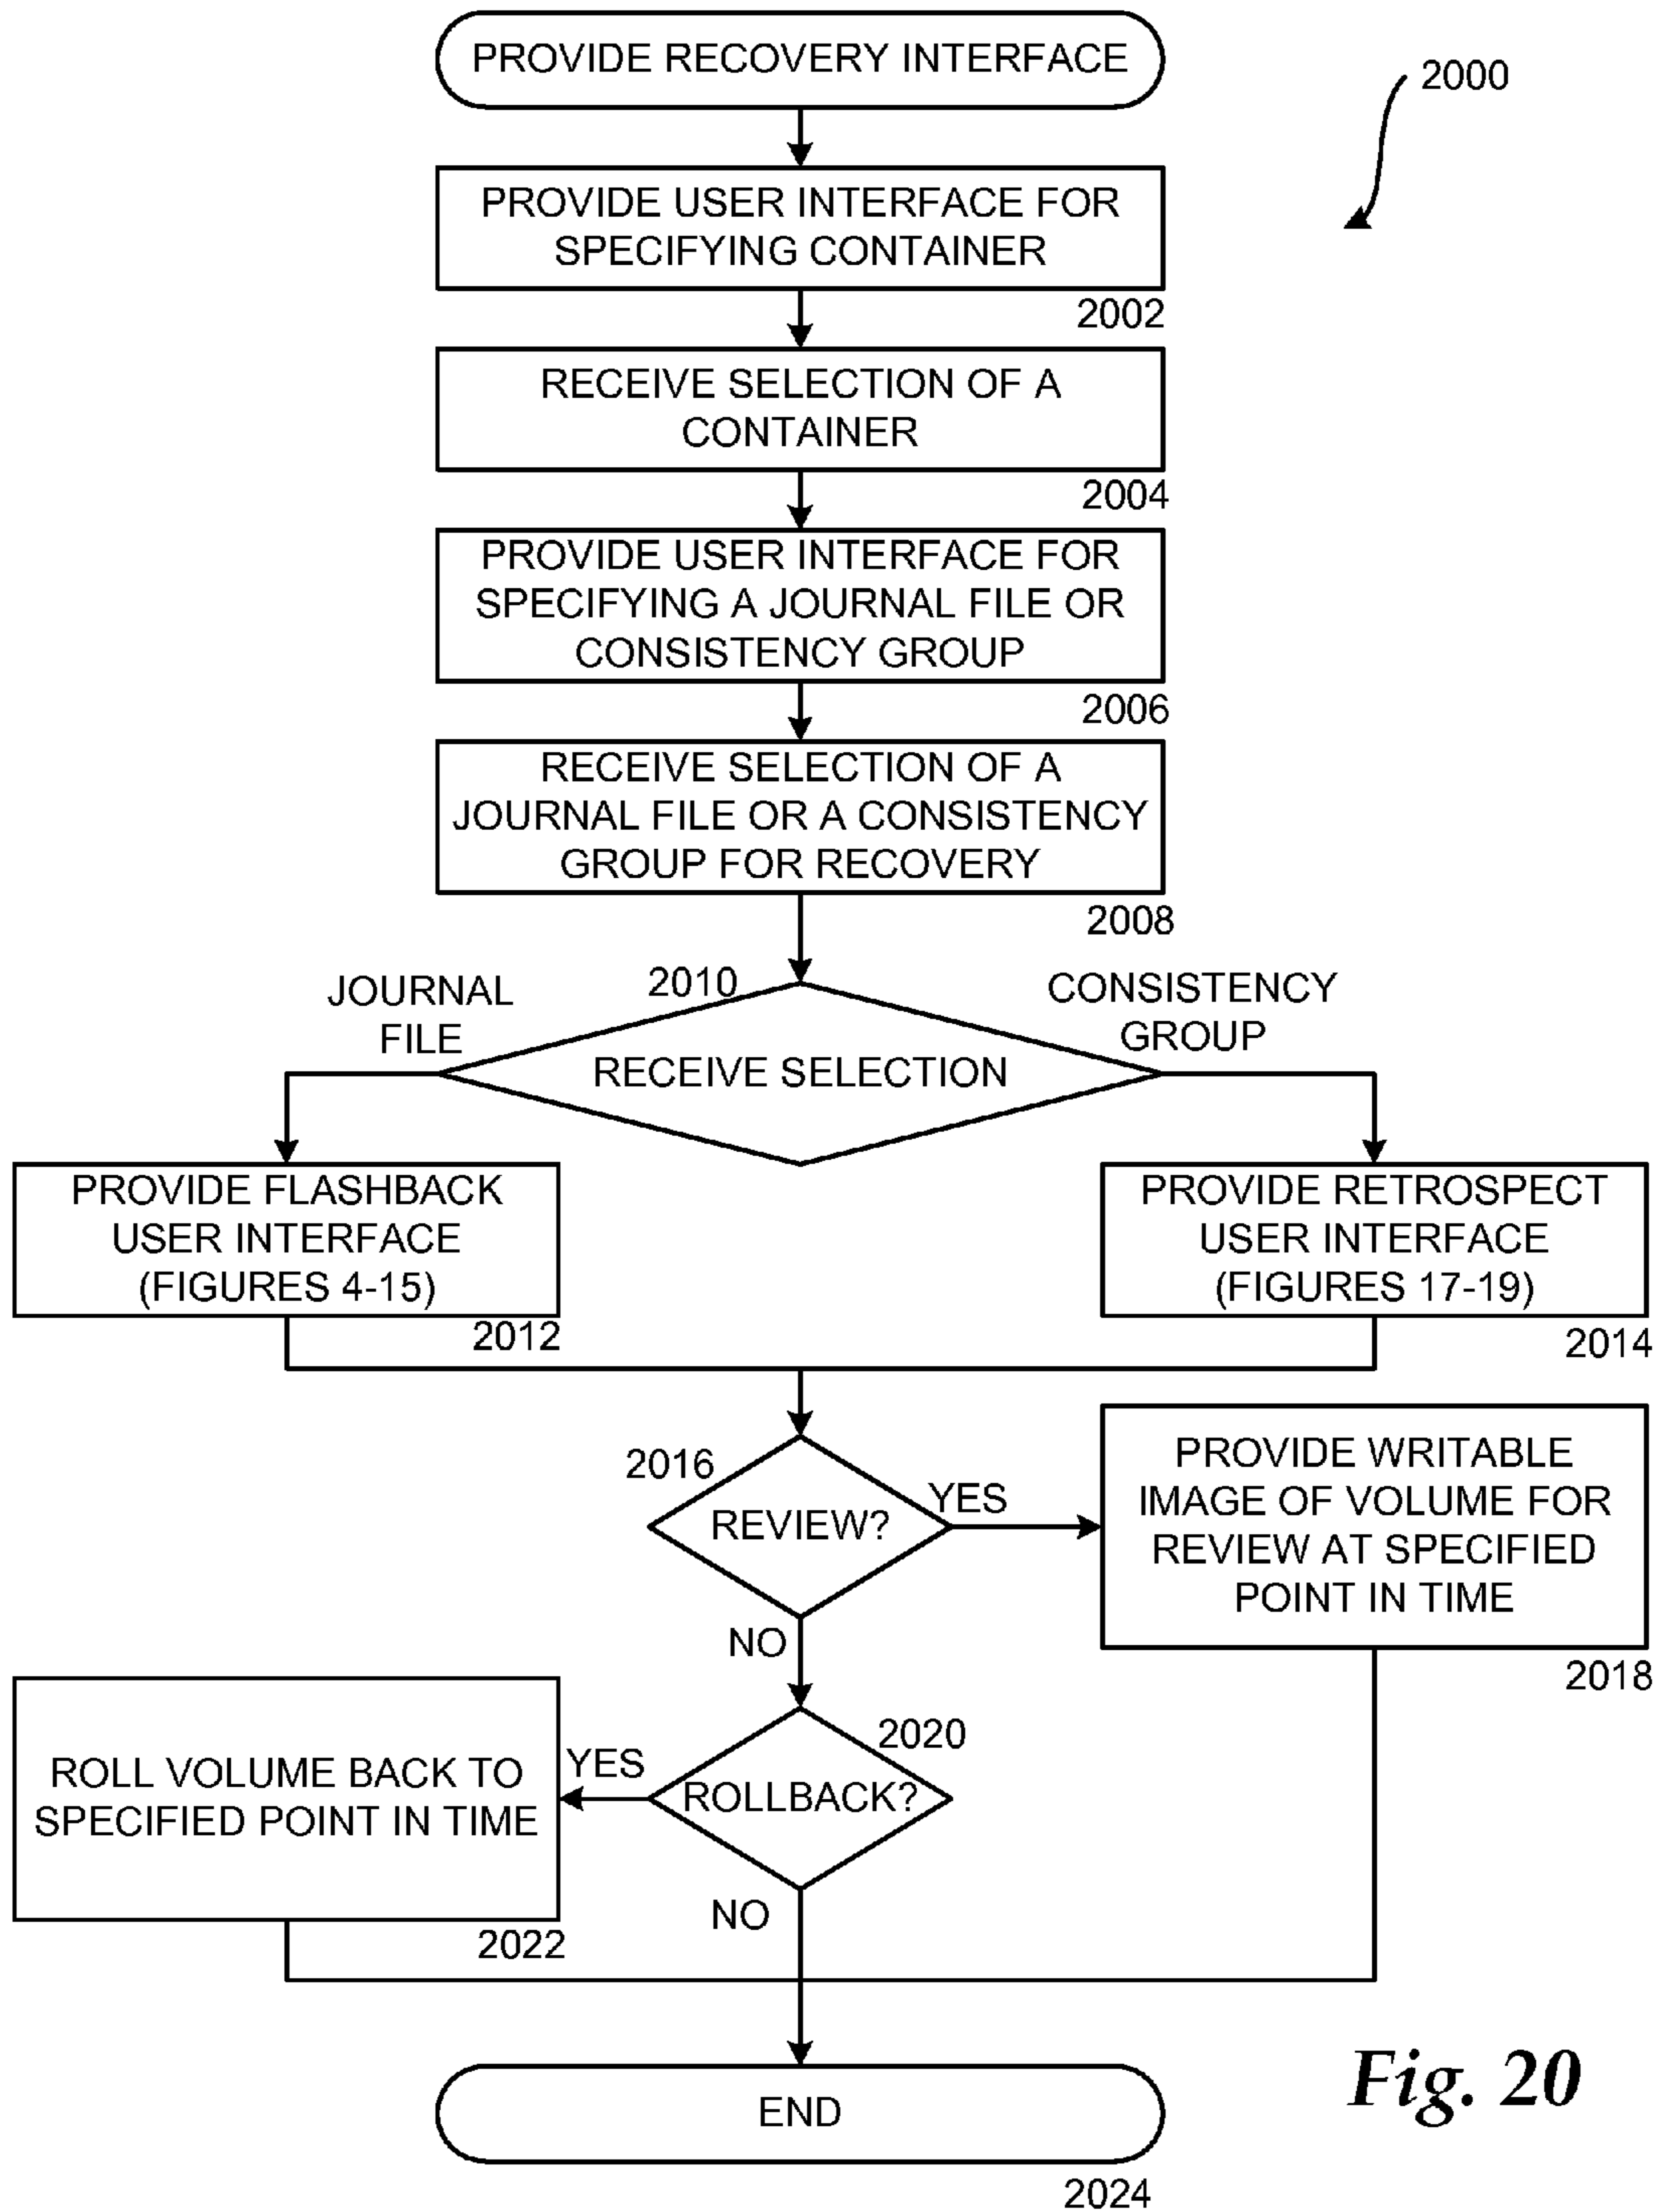 PROVIDE RECOVERY INTERFACE
2000
PROVIDE USER INTERFACE FOR
SPECIFYING CONTAINER
2002
RECEIVE SELECTION OF A
CONTAINER
2004
PROVIDE USER INTERFACE FOR
SPECIFYING A JOURNAL FILE OR
CONSISTENCY GROUP
2006
RECEIVE SELECTION OF A
JOURNAL FILE OR A CONSISTENCY
GROUP FOR RECOVERY
2008
JOURNAL
FILE
2010
CONSISTENCY
GROUP
RECEIVE SELECTION
PROVIDE FLASHBACK
USER INTERFACE
(FIGURES 4-15)
2012
PROVIDE RETROSPECT
USER INTERFACE
(FIGURES 17-19)
2014
2016
REVIEW?
YES
PROVIDE WRITABLE
IMAGE OF VOLUME FOR
REVIEW AT SPECIFIED
POINT IN TIME
2018
NO
2020
ROLLBACK?
YES
ROLL VOLUME BACK TO
SPECIFIED POINT IN TIME
2022
NO
END
2024
Fig. 20